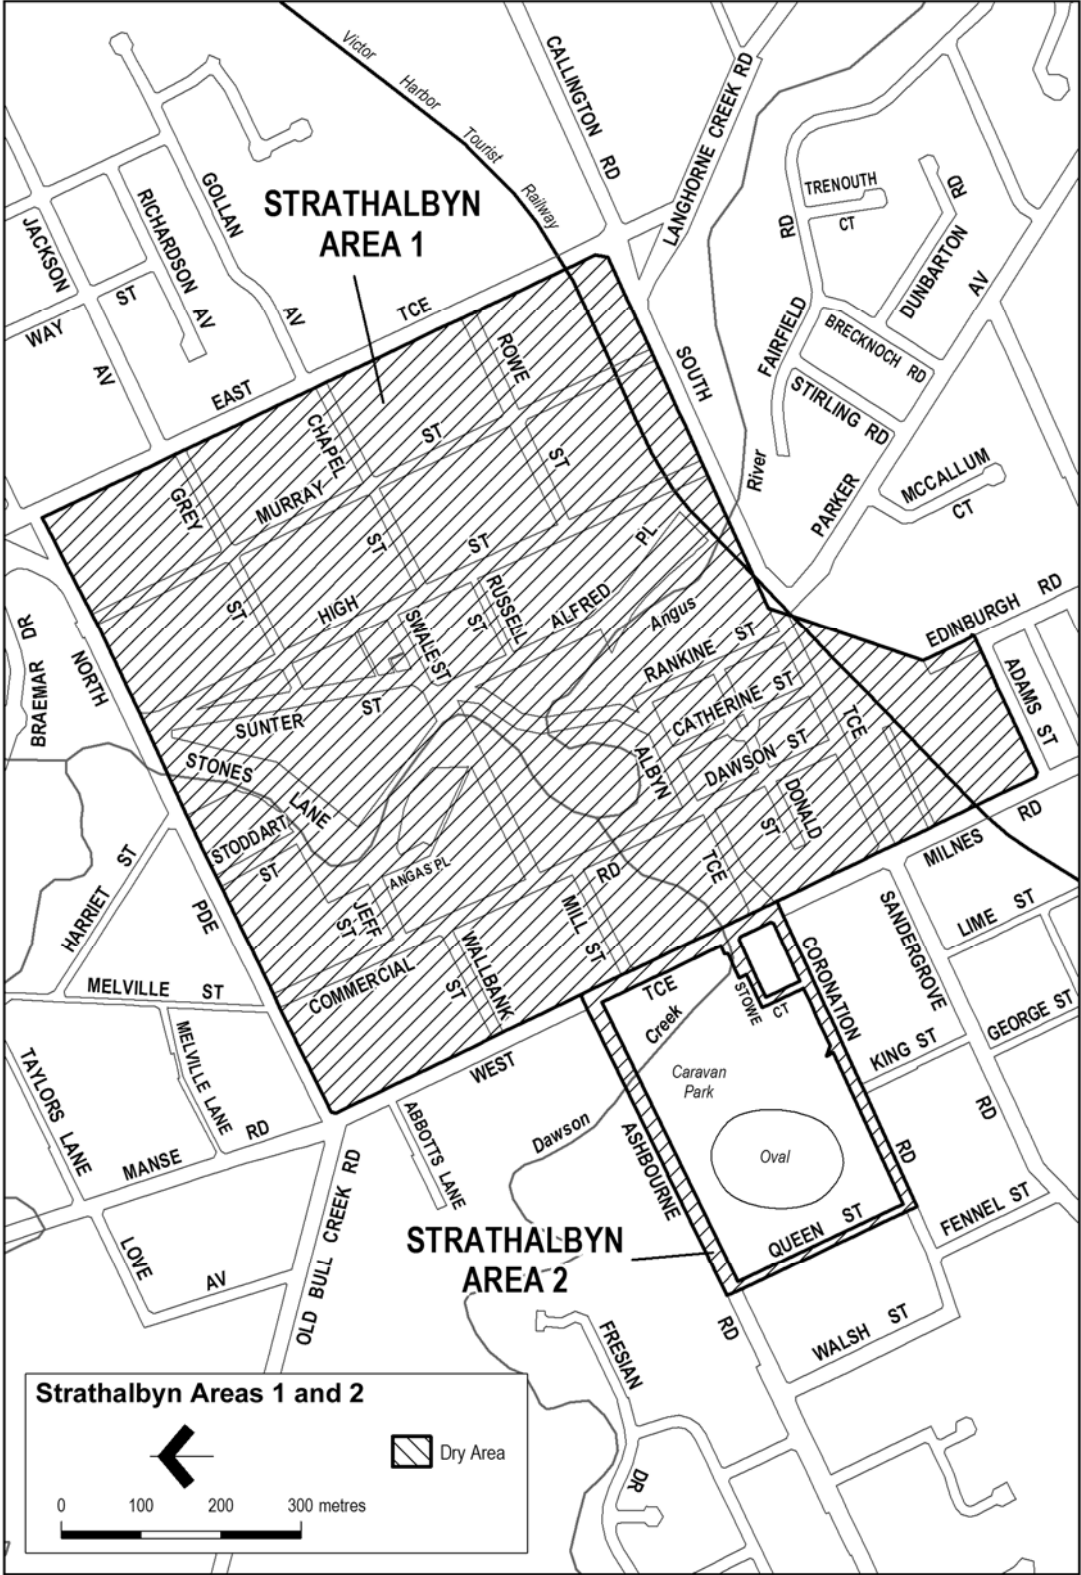 Victor
Harbor
Tourist
Railway
CALLINGTON
RD
LANGHORNE CREEK RD
STRATHALBYN
AREA 1
GOLLAN
AV
RICHARDSON
AV
JACKSON
AV
WAY
ST
EAST
TCE
TRENOUTH
CT
RD
FAIRFIELD
DUNBARTON
RD
AV
PARKER
BRECKNOCH RD
STIRLING RD
MCCALLUM
CT
SOUTH
River
ROWE
ST
CHAPEL
ST
GREY
ST
MURRAY
ST
HIGH
ST
RUSSELL
ST
SWALE ST
ALFRED
PL
Angus
RANKINE ST
CATHERINE ST
DAWSON ST
EDINBURGH RD
ADAMS ST
TCE
DONALD
ST
ALBYN
TCE
BRAEMAR DR
NORTH
PDE
SUNTER
ST
STONES
LANE
STODDART
ST
ANGAS PL
JEFF
ST
COMMERCIAL
RD
WALLBANK
ST
MILL ST
HARRIET ST
MELVILLE ST
MELVILLE LANE
TAYLORS LANE
MANSE
RD
LOVE
AV
OLD BULL CREEK RD
ABBOTTS LANE
WEST
TCE
Creek
Dawson
STOWE
CT
CORONATION
RD
MILNES
RD
LIME ST
SANDERGROVE
RD
GEORGE ST
KING ST
FENNEL ST
Caravan
Park
Oval
ASHBOURNE
RD
QUEEN ST
WALSH ST
STRATHALBYN
AREA 2
FRESIAN
DR
Strathalbyn Areas 1 and 2
Dry Area
0 100 200 300 metres